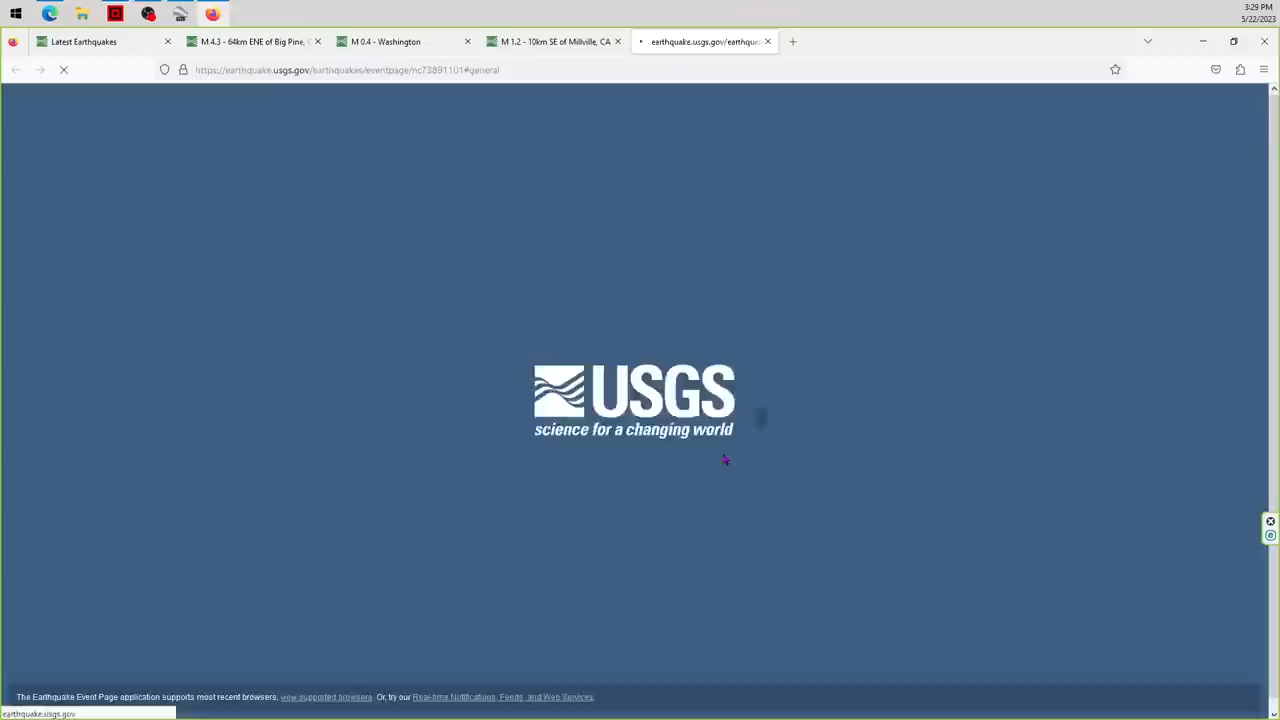 3:29 PM
5/22/2023
Latest Earthquakes
M 4.3 - 64km ENE of Big Pine,
M 0.4 - Washington
M 1.2 - 10km SE of Millville, CA
earthquake.usgs.gov/earthqua
https://earthquake.usgs.gov/earthquakes/eventpage/nc73891101#general
USGS
science for a changing world
The Earthquake Event Page application supports most recent browsers, view supported browsers. Or, try our Real-time Notifications, Feeds, and Web Services.
earthquake.usgs.gov